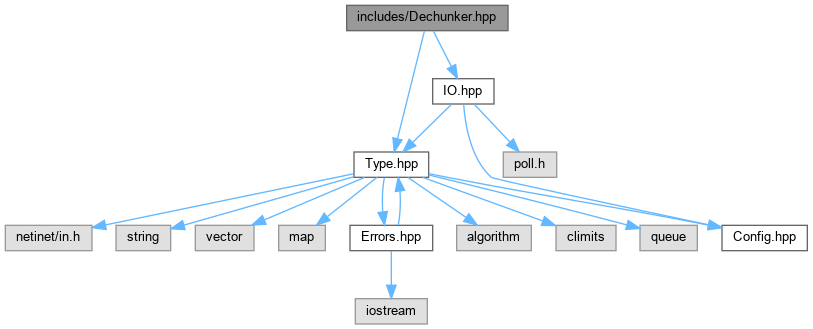 includes/Dechunker.hpp
IO.hpp
Type.hpp
poll.h
netinet/in.h
string
vector
map
Errors.hpp
algorithm
climits
queue
Config.hpp
iostream